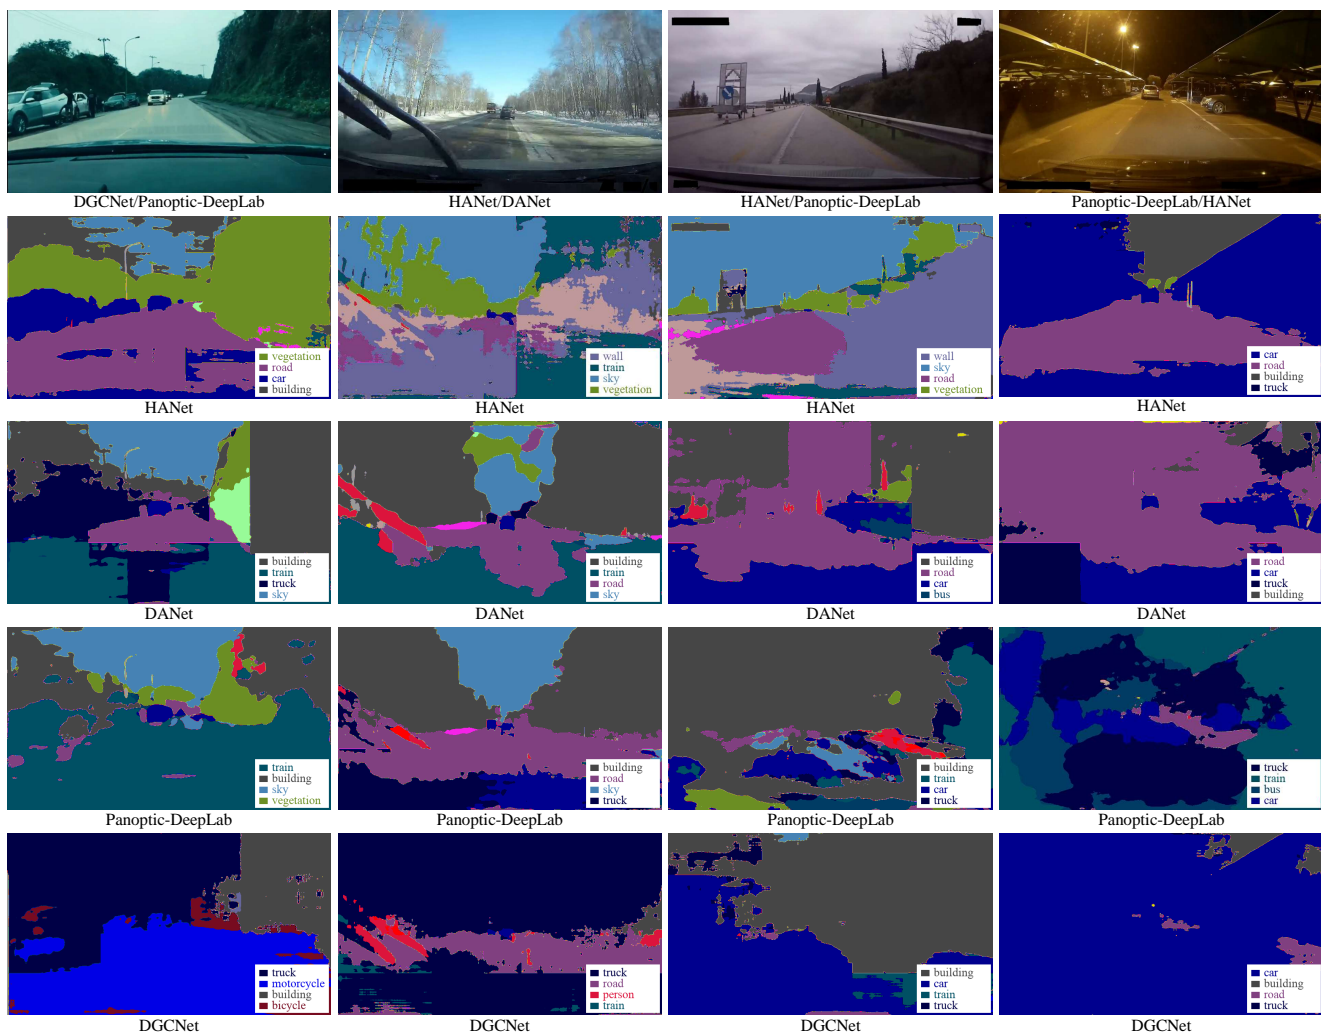 DGCNet/Panoptic-DeepLab
HANet/DANet
HANet/Panoptic-DeepLab
Panoptic-DeepLab/HANet
vegetation
road
car
building
wall
train
sky
vegetation
wall
sky
road
vegetation
car
road
building
truck
HANet
HANet
HANet
HANet
building
train
truck
sky
building
train
road
sky
building
road
car
bus
road
car
truck
building
DANet
DANet
DANet
DANet
train
building
sky
vegetation
building
road
sky
truck
building
train
car
truck
truck
train
bus
car
Panoptic-DeepLab
Panoptic-DeepLab
Panoptic-DeepLab
Panoptic-DeepLab
truck
motorcycle
building
bicycle
truck
road
person
train
building
car
train
truck
car
building
road
truck
DGCNet
DGCNet
DGCNet
DGCNet